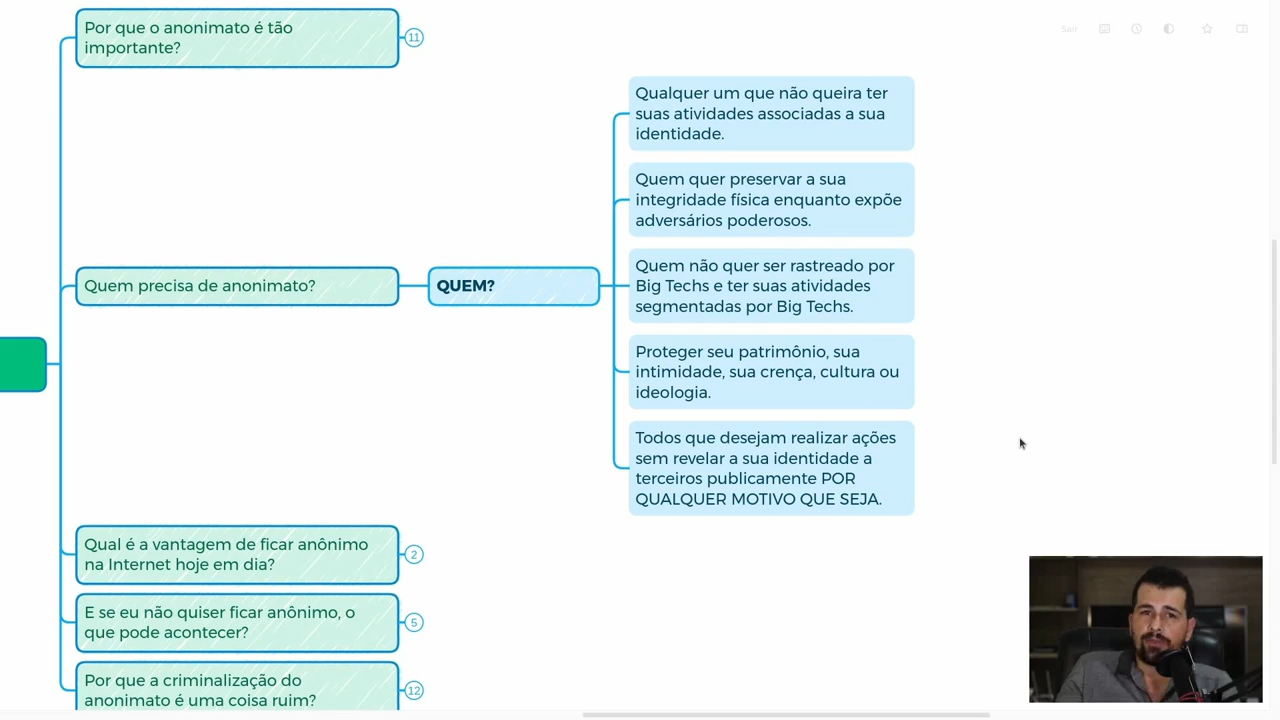 Por que o anonimato é tão
importante?
11
Sair
Qualquer um que não queira ter
suas atividades associadas a sua
identidade.
Quem quer preservar a sua
integridade física enquanto expõe
adversários poderosos.
Quem precisa de anonimato?
QUEM?
Quem não quer ser rastreado por
Big Techs e ter suas atividades
segmentadas por Big Techs.
Proteger seu patrimônio, sua
intimidade, sua crença, cultura ou
ideologia.
Todos que desejam realizar ações
sem revelar a sua identidade a
terceiros publicamente POR
QUALQUER MOTIVO QUE SEJA.
Qual é a vantagem de ficar anônimo
na Internet hoje em dia?
2
E se eu não quiser ficar anônimo, o
que pode acontecer?
5
Por que a criminalização do
anonimato é uma coisa ruim?
12